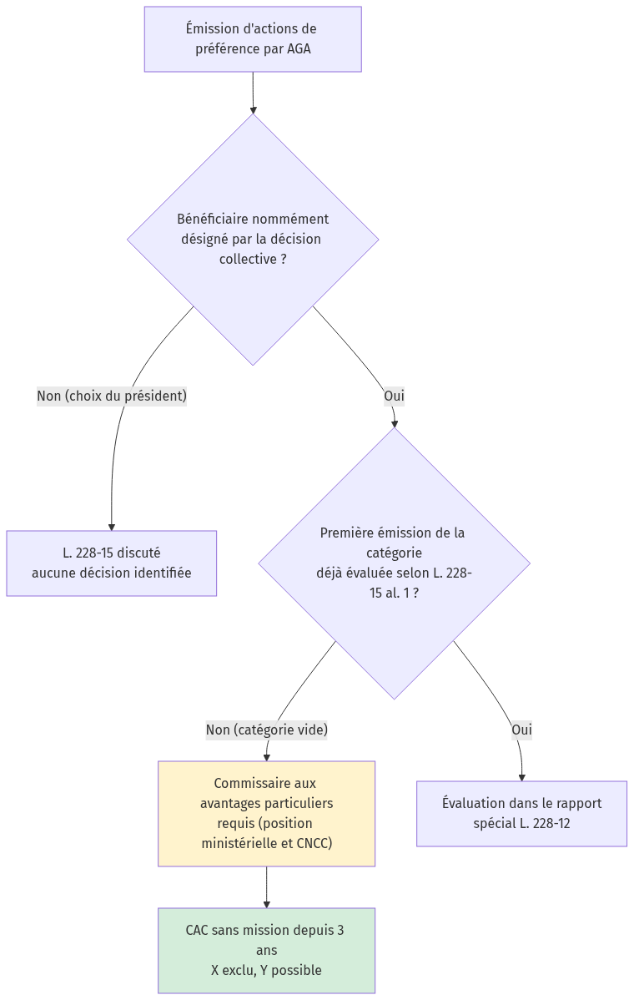 Émission d'actions de
préférence par AGA
Bénéficiaire nommément
désigné par la décision
collective ?
Non (choix du président)
Oui
L. 228-15 discuté
aucune décision identifiée
Première émission de la
catégorie
déjà évaluée selon L. 228-
15 al. 1 ?
Non (catégorie vide)
Oui
Commissaire aux
avantages particuliers
requis (position
ministérielle et CNCC)
Évaluation dans le rapport
spécial L. 228-12
CAC sans mission depuis 3
ans
X exclu, Y possible